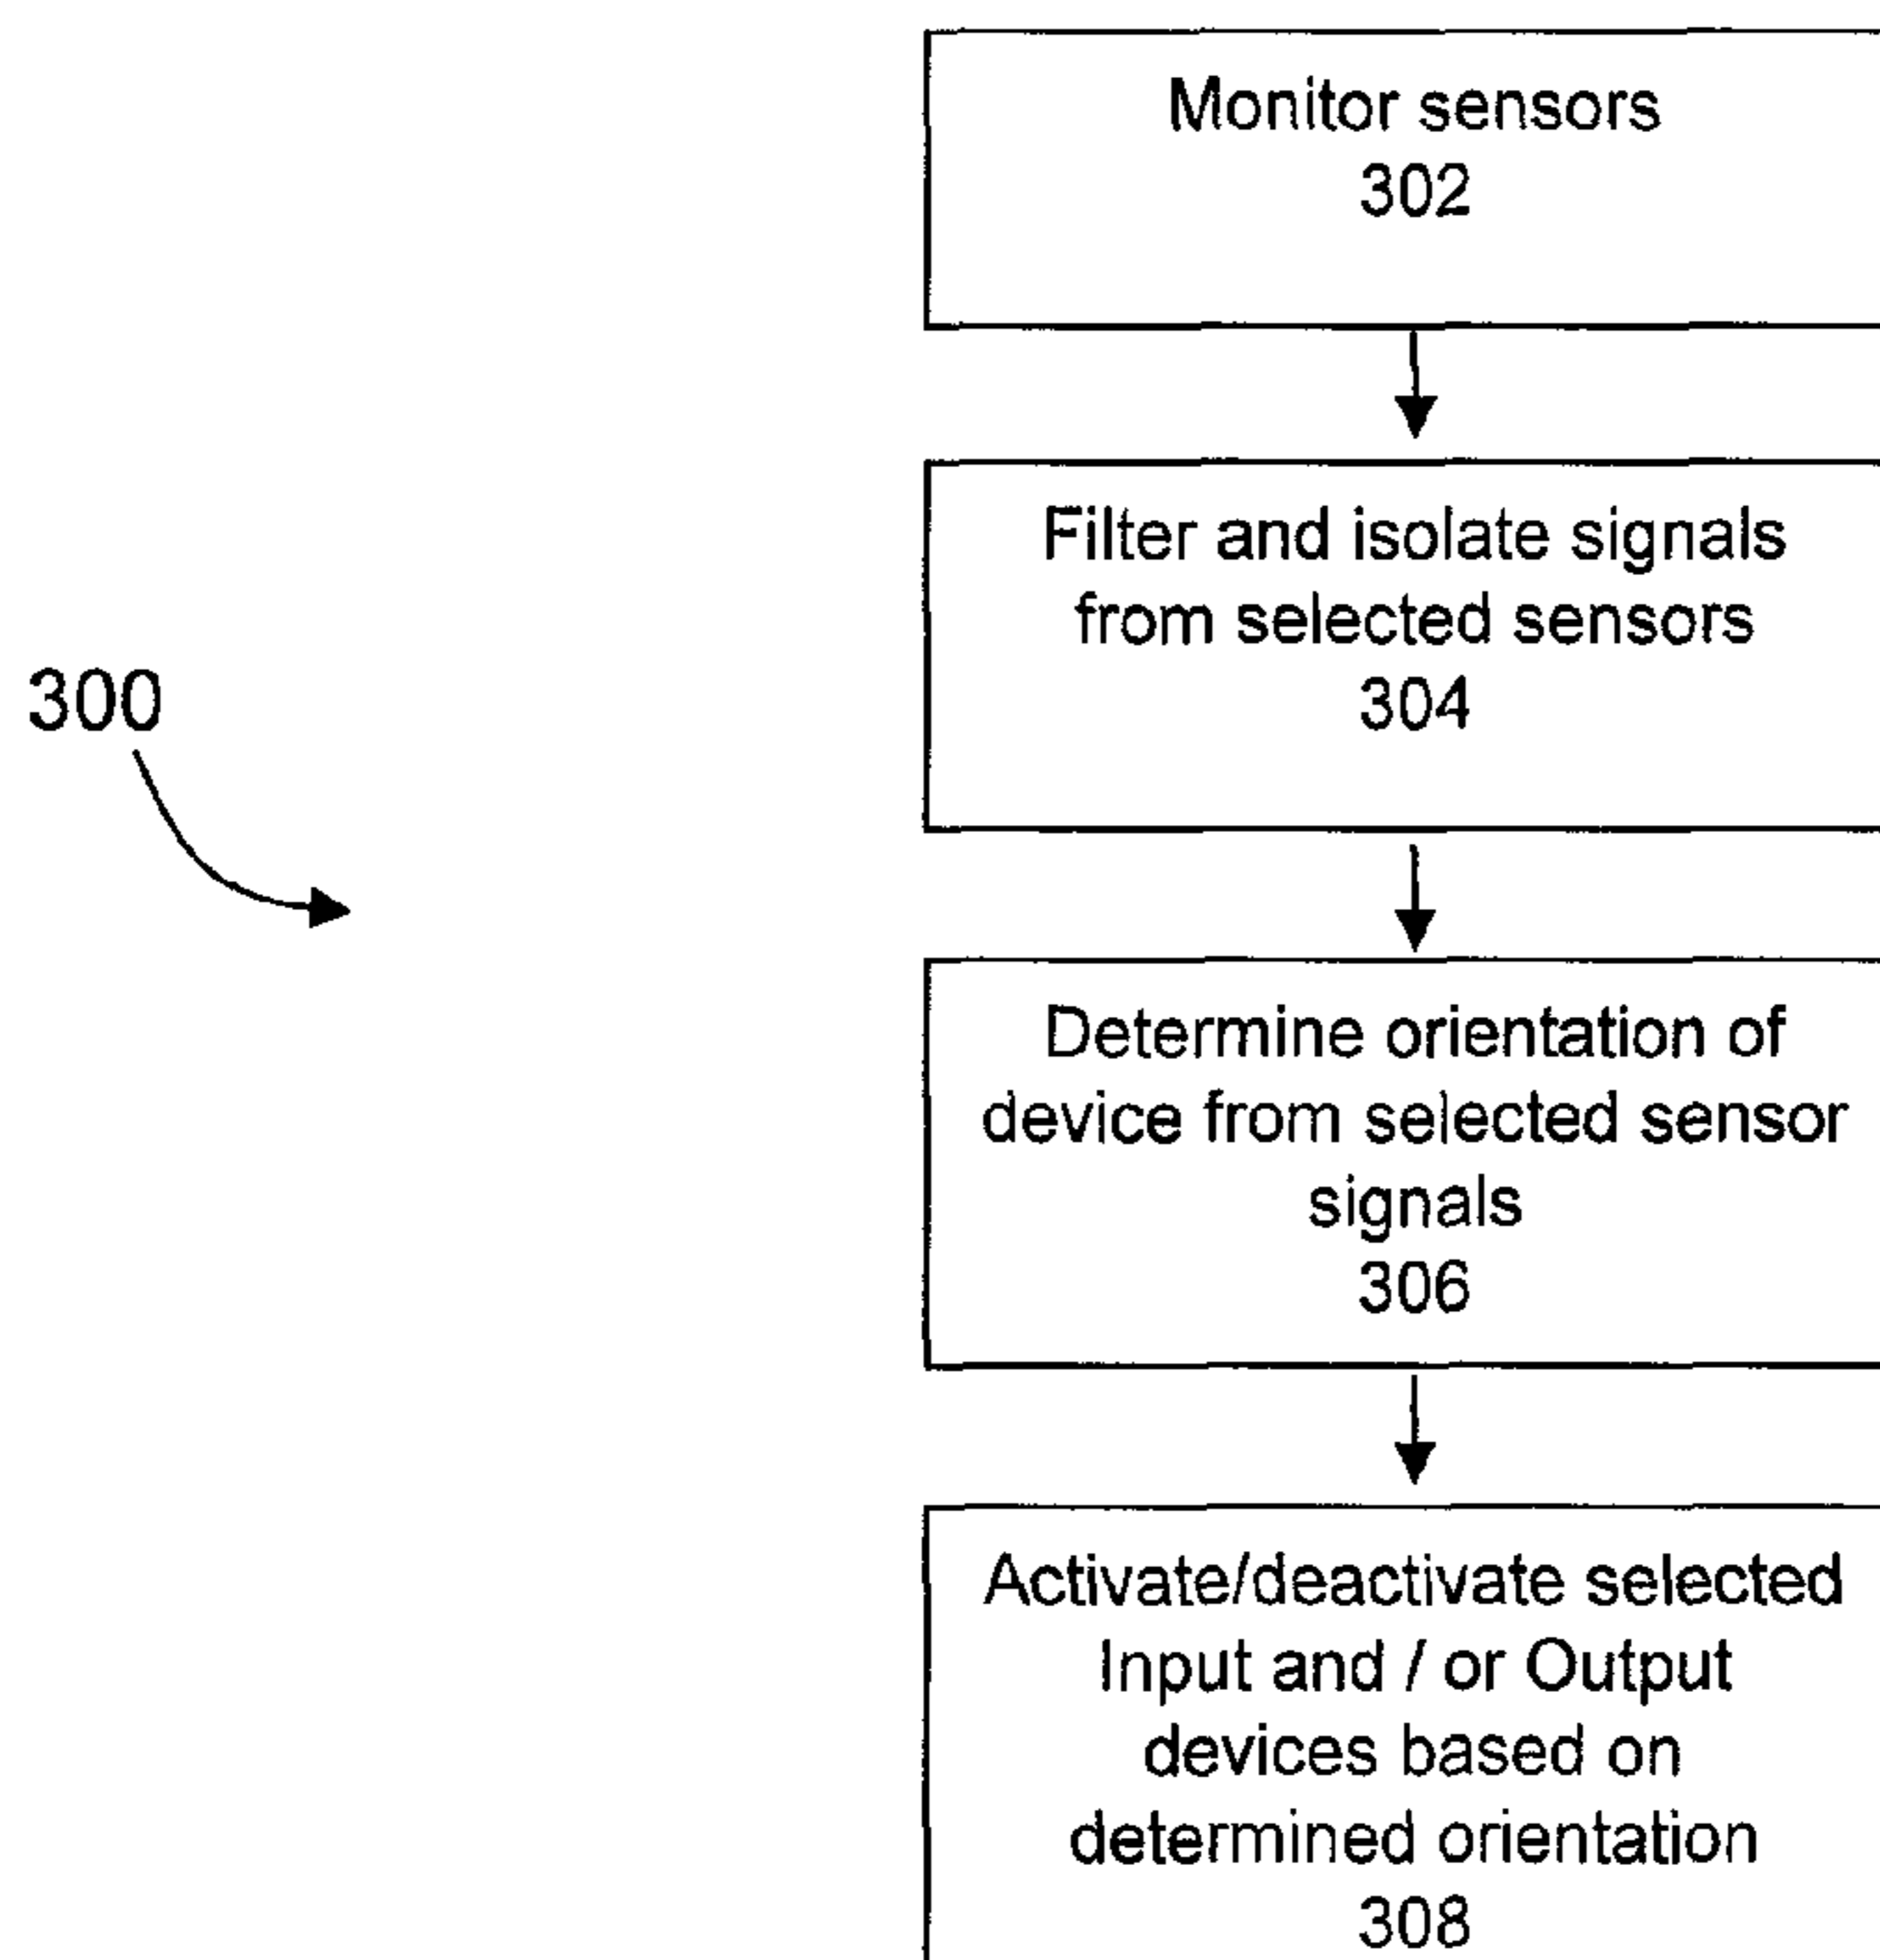 Monitor sensors
302
Filter and isolate signals
from selected sensors
304
300
Determine orientation of
device from selected sensor
signals
306
Activate/deactivate selected
Input and / or Output
devices based on
determined orientation
308